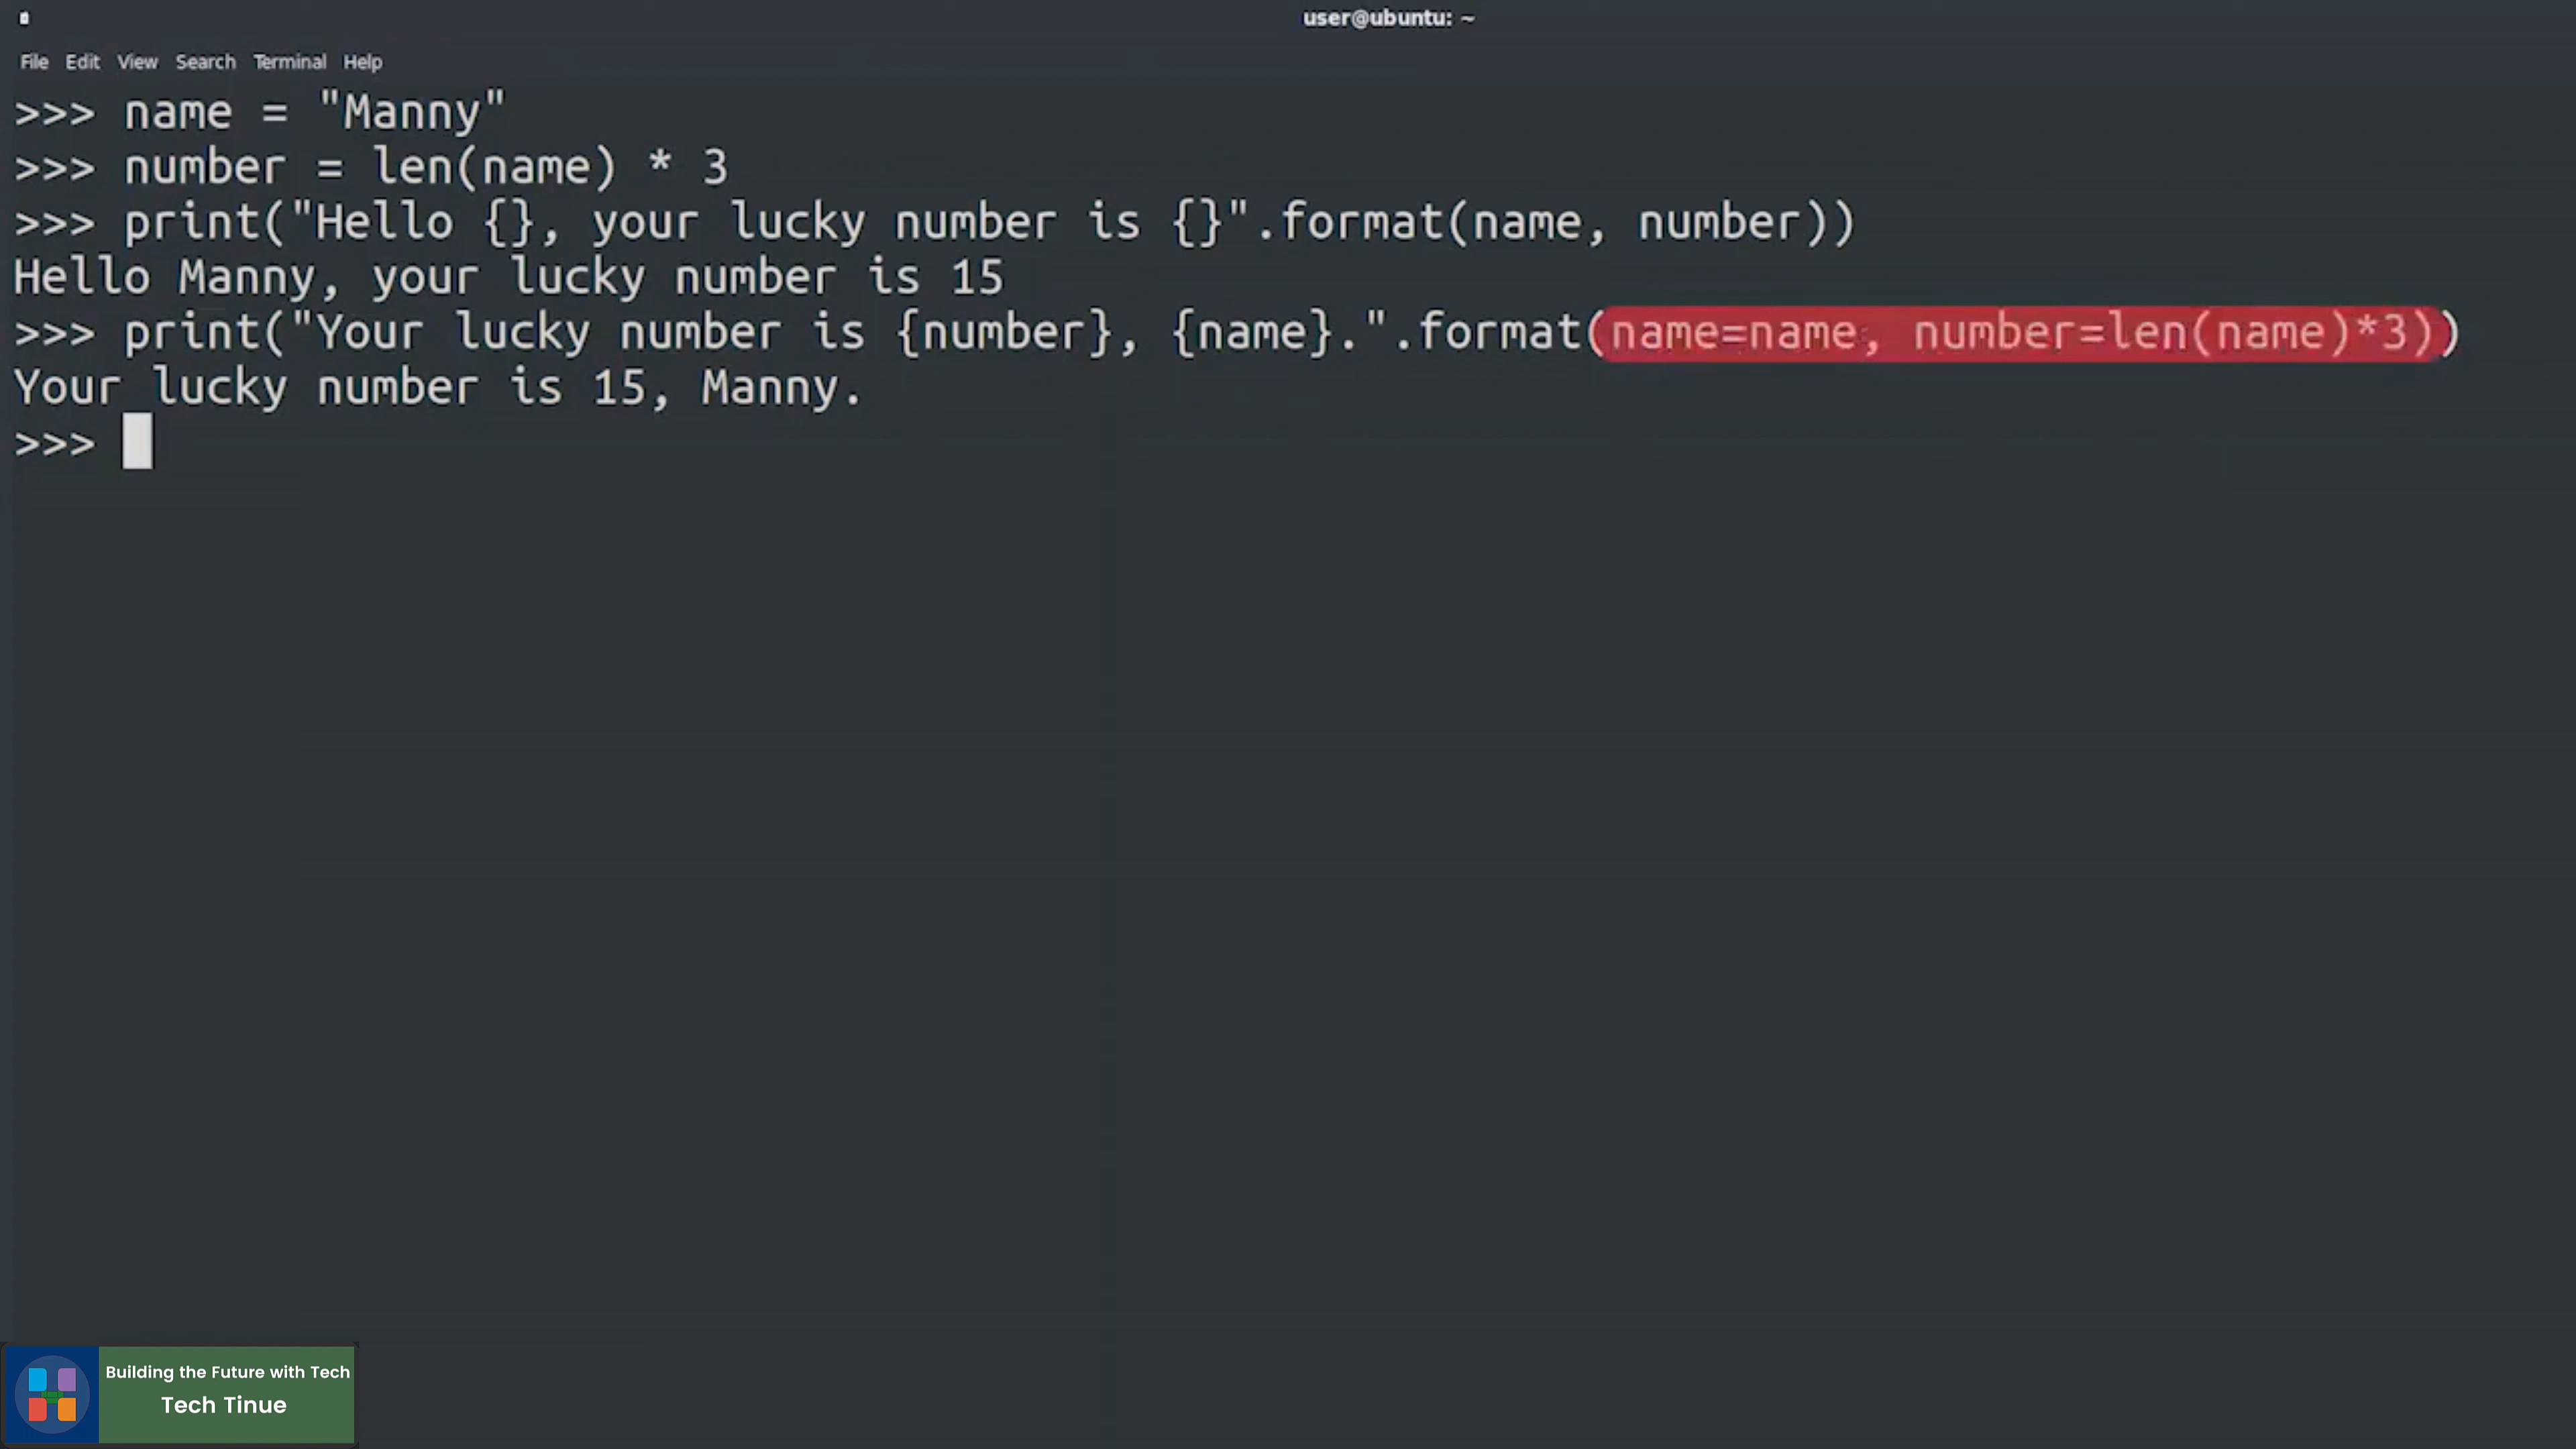 user@ubuntu: ~
File Edit View Search Terminal Help
>>> name = "Manny"
>>> number = len(name) * 3
>>> print("Hello {}, your lucky number is {}".format(name, number))
Hello Manny, your lucky number is 15
>>> print("Your lucky number is {number}, {name}.".format(name=name, number=len(name)*3))
Your lucky number is 15, Manny.
>>>
Building the Future with Tech
Tech Tinue